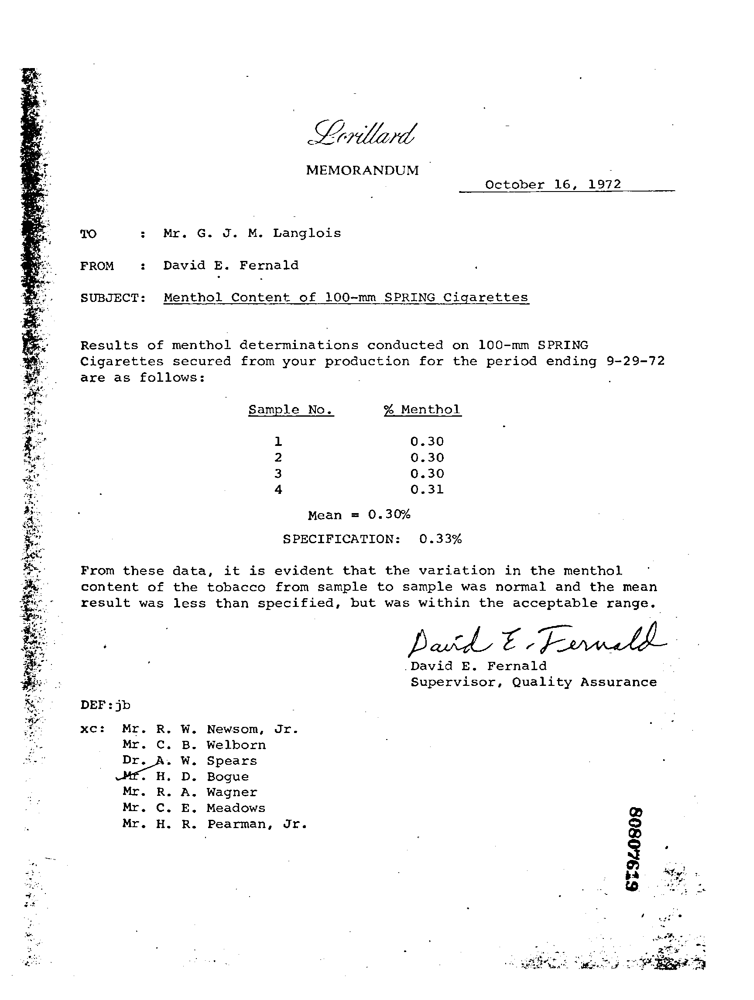 Lorillard
MEMORANDUM
October 16, 1972
TO : Mr. G. J. M. Langlois
FROM : David E. Fernald
SUBJECT: Menthol Content of 100-mm SPRING Cigarettes
Results of menthol determinations conducted on 100-mm SPRING
Cigarettes secured from your production for the period ending 9-29-72
are as follows:
Sample No. % Menthol
1 0.30
2 0.30
3 0.30
4 0.31
Mean = 0.30%
SPECIFICATION: 0.33%
From these data, it is evident that the variation in the menthol
content of the tobacco from sample to sample was normal and the mean
result was less than specified, but was within the acceptable range.
David E. Fernald
David E. Fernald
Supervisor, Quality Assurance
DEF:jb
xc: Mr. R. W. Newsom, Jr.
Mr. C. B. Welborn
Dr. A. W. Spears
Mr. H. D. Bogue
Mr. R. A. Wagner
Mr. C. E. Meadows
Mr. H. R. Pearman, Jr.
80807619